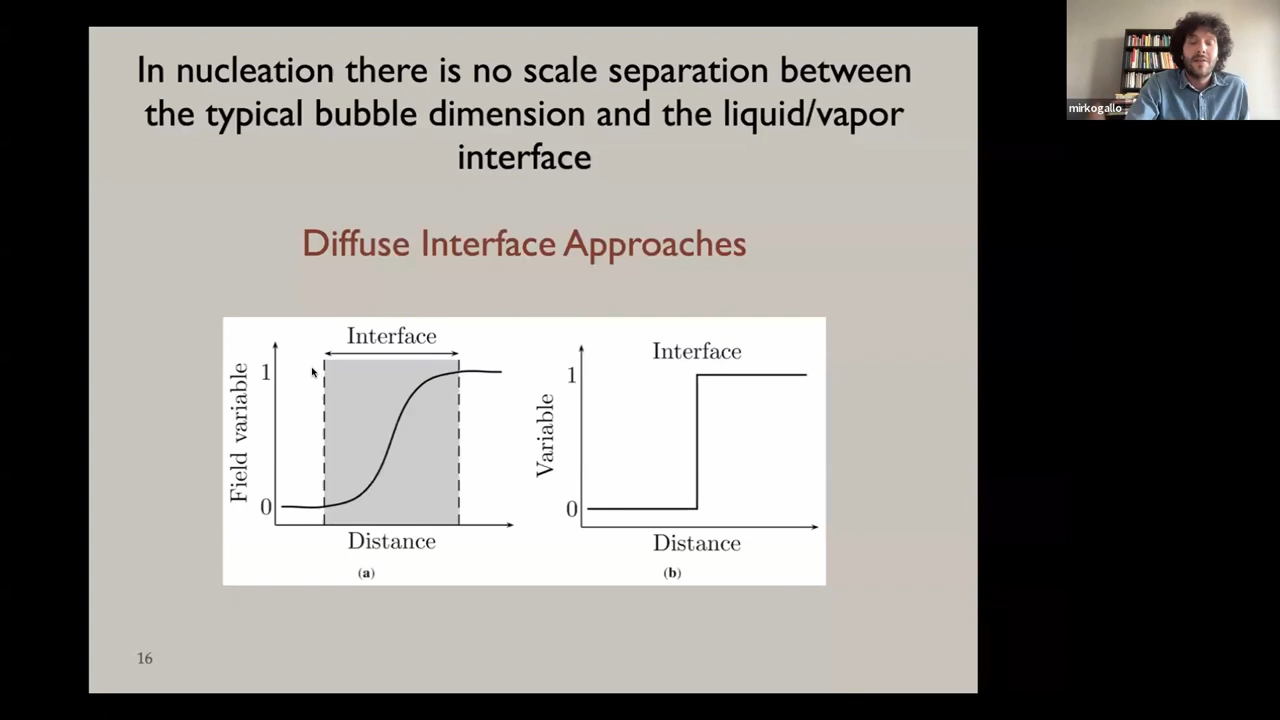 In nucleation there is no scale separation between
the typical bubble dimension and the liquid/vapor
interface
Diffuse Interface Approaches
Interface
1
Field variable
0
Distance
(a)
Interface
1
Variable
0
Distance
(b)
16
mirkogallo